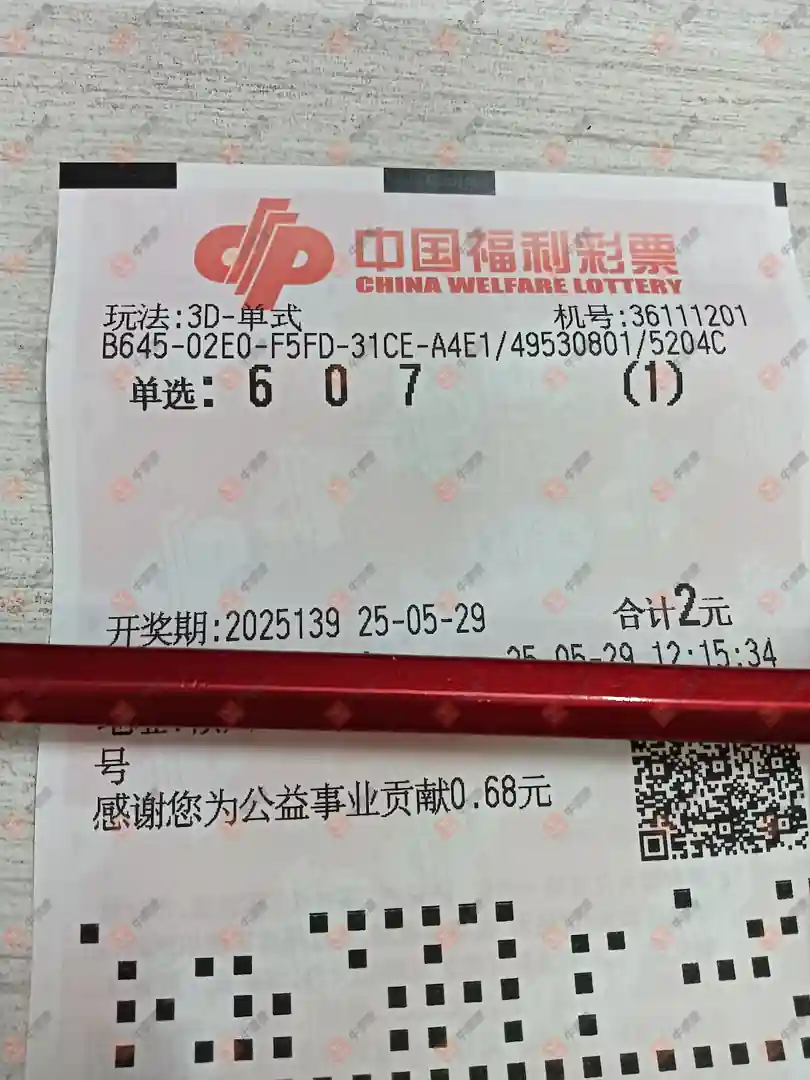 中国福利彩票
CHINA WELFARE LOTTERY
玩法:3D-单式 机号:36111201
B645-02E0-F5FD-31CE-A4E1/49530801/5204C
单选: 6 0 7 (1)
开奖期:2025139 25-05-29 合计2元
25-05-29 12:15:34
号
感谢您为公益事业贡献0.68元